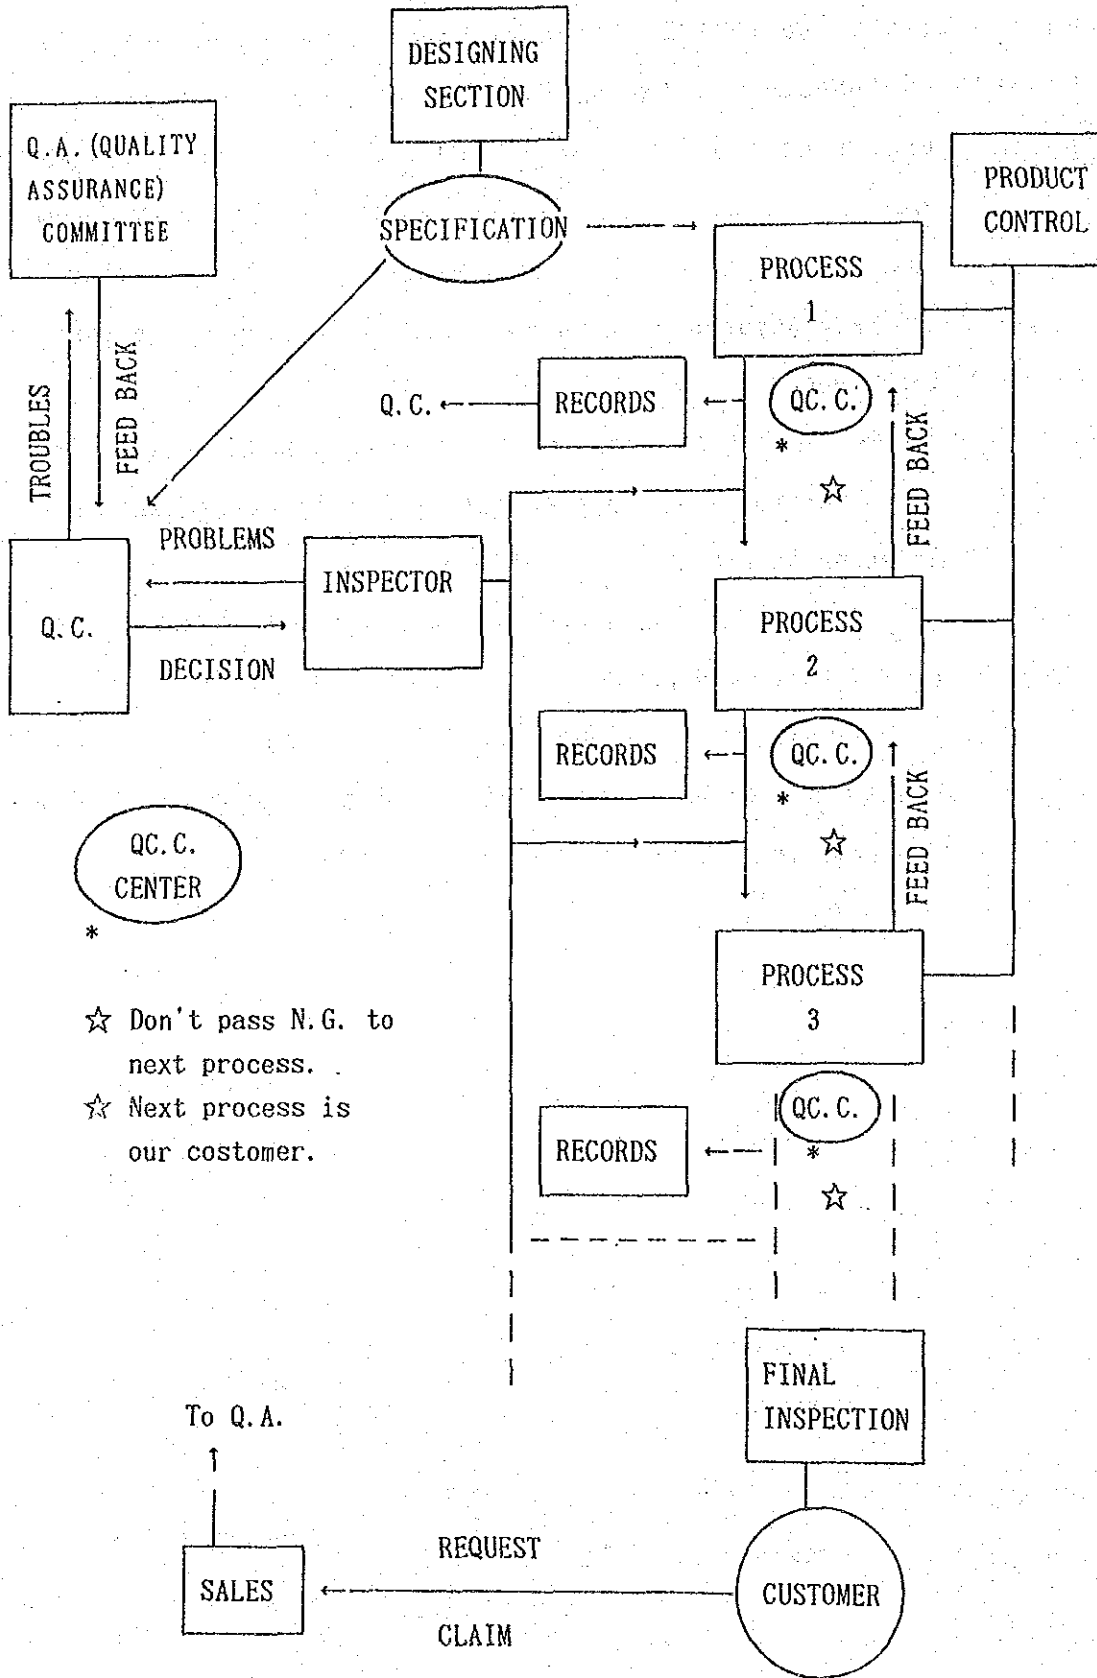 DESIGNING
SECTION
Q.A. (QUALITY
ASSURANCE)
COMMITTEE
PRODUCT
CONTROL
SPECIFICATION
PROCESS
1
TROUBLES
FEED BACK
Q.C.
RECORDS
QC.C.
*
☆
FEED BACK
PROBLEMS
INSPECTOR
Q.C.
DECISION
PROCESS
2
RECORDS
QC.C.
*
☆
FEED BACK
QC.C.
CENTER
*
PROCESS
3
☆ Don't pass N.G. to
next process.
☆ Next process is
our costomer.
QC.C.
RECORDS
*
☆
FINAL
INSPECTION
To Q.A.
REQUEST
SALES
CUSTOMER
CLAIM